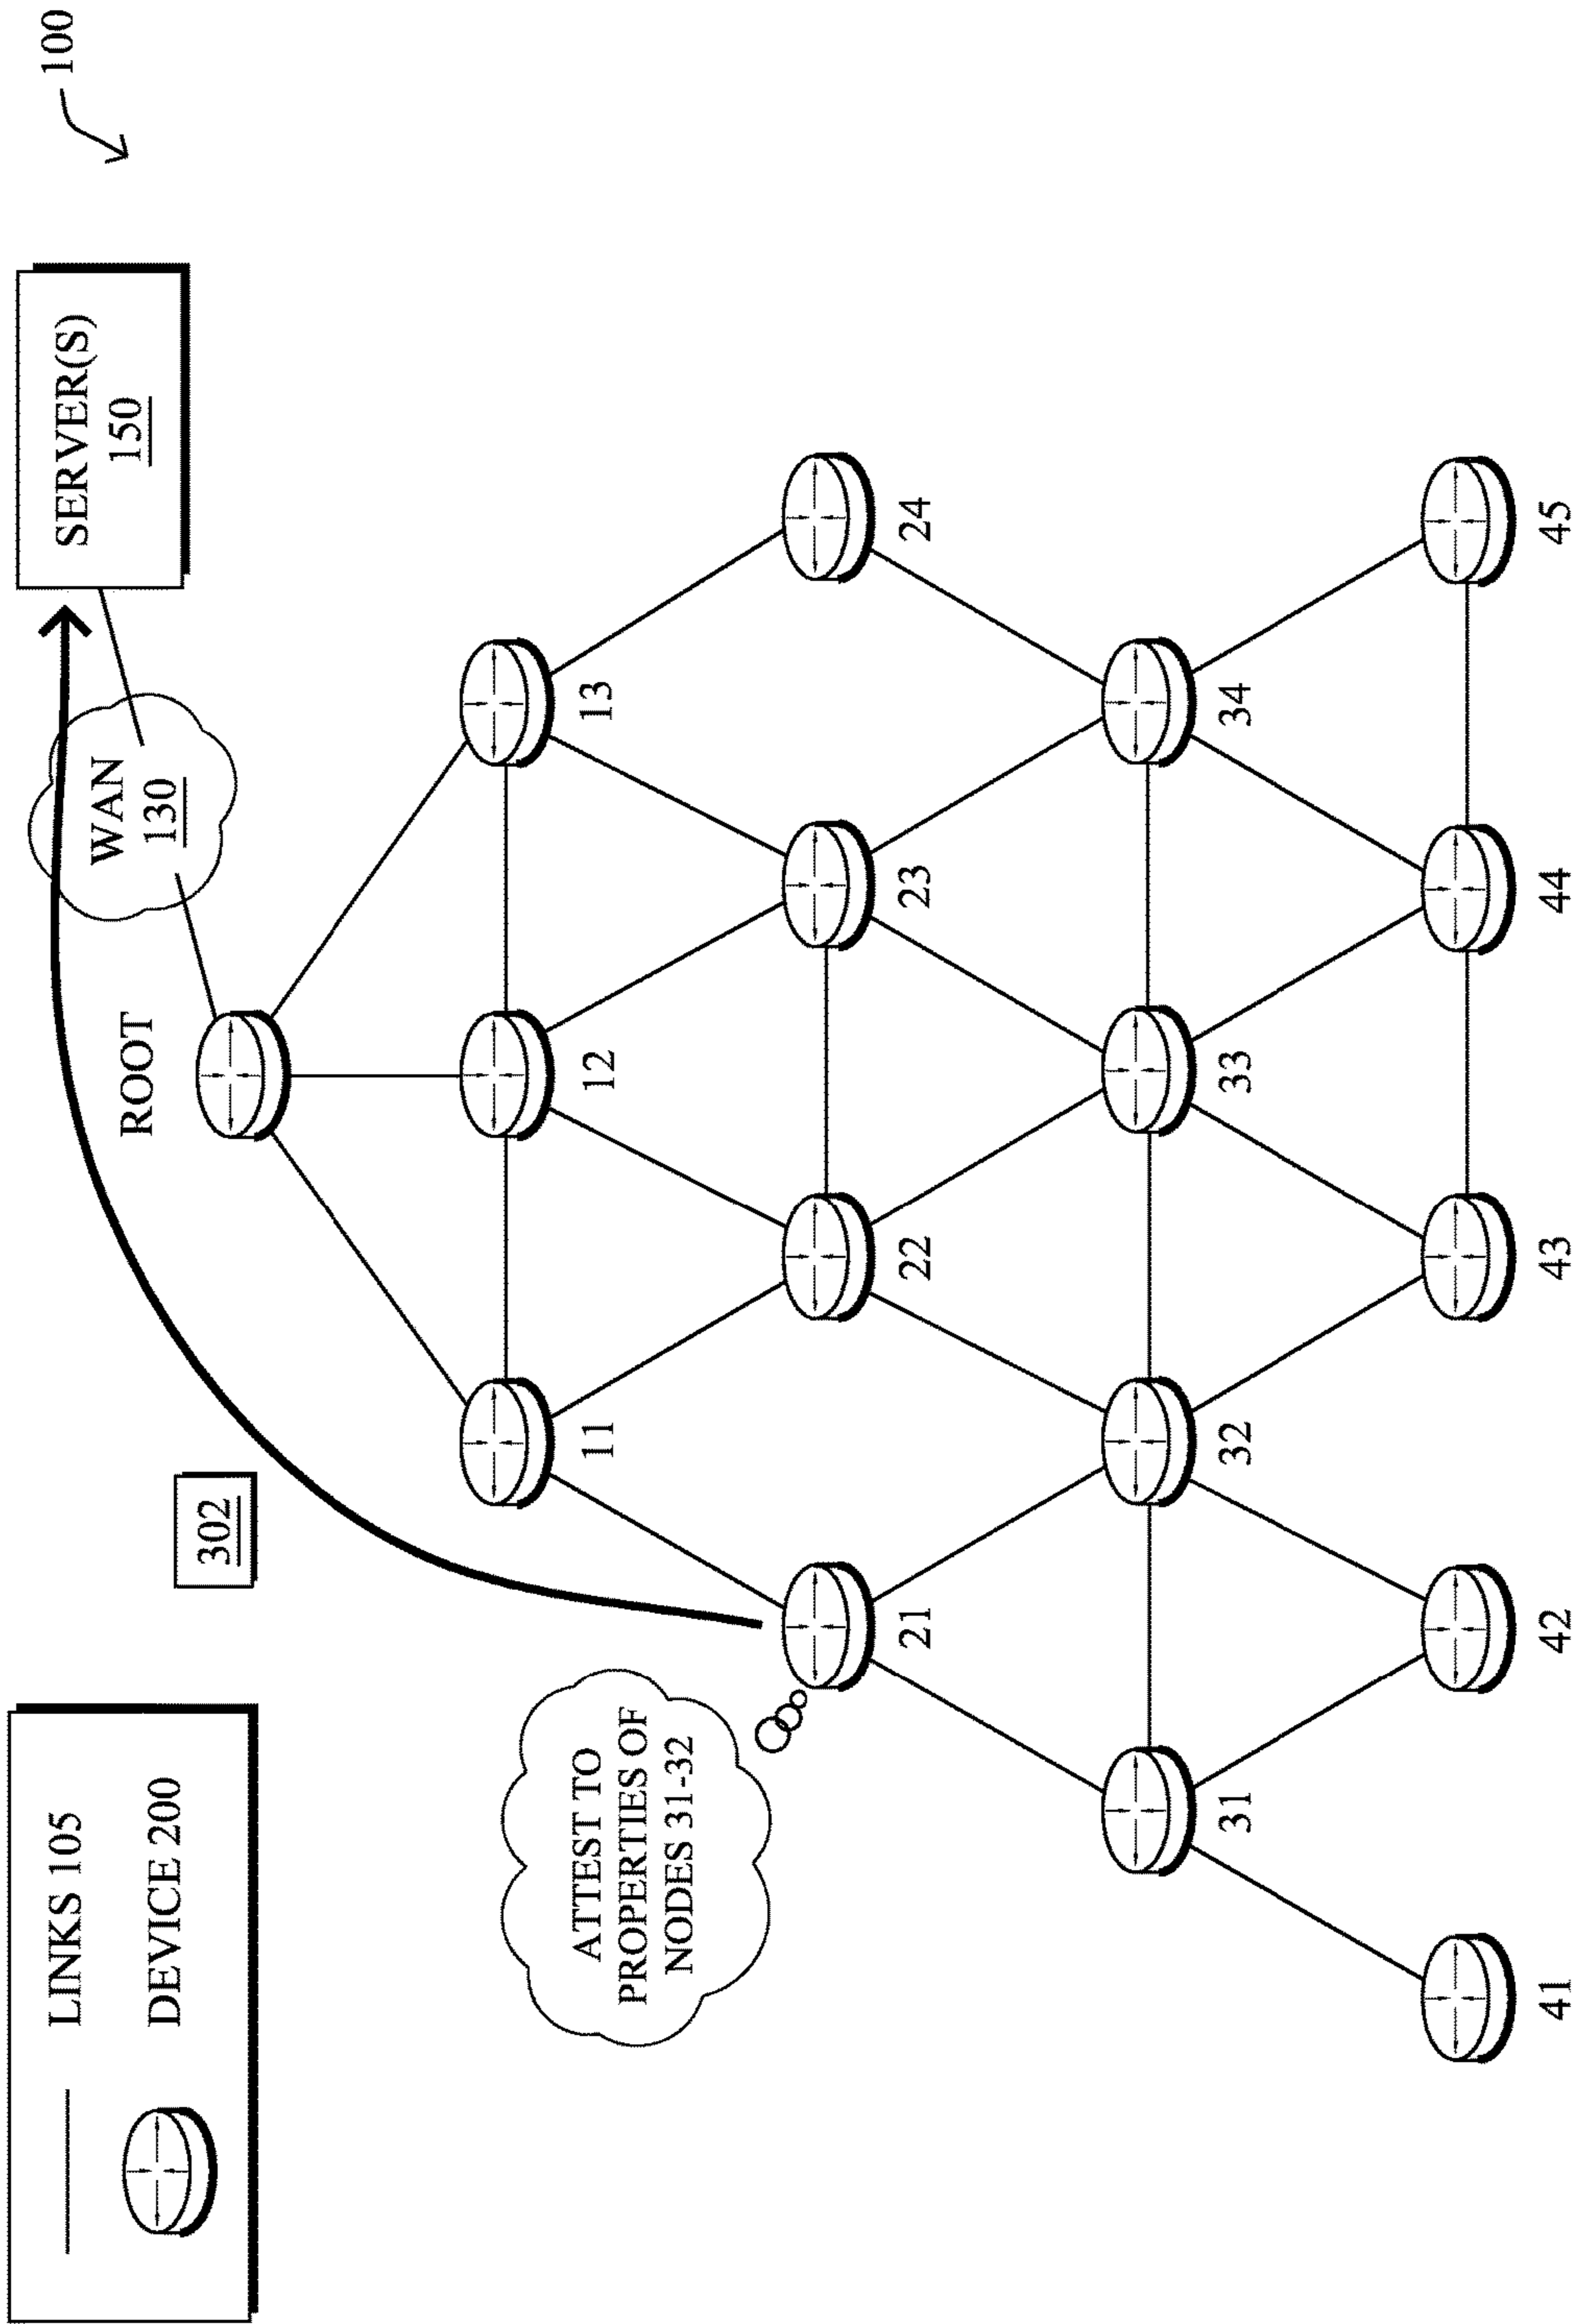 LINKS 105
DEVICE 200
302
SERVER(S)
150
100
WAN
130
ROOT
11
12
13
ATTEST TO
PROPERTIES OF
NODES 31-32
21
22
23
24
31
32
33
34
41
42
43
44
45